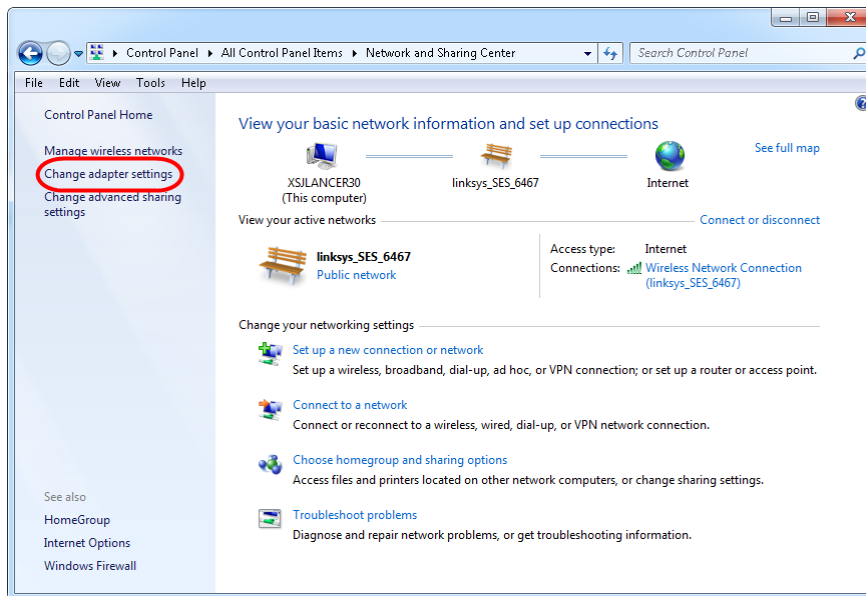 Control Panel All Control Panel Items Network and Sharing Center Search Control Panel
File Edit View Tools Help
Control Panel Home
Manage wireless networks
Change adapter settings
Change advanced sharing
settings
See also
HomeGroup
Internet Options
Windows Firewall
View your basic network information and set up connections
See full map
XSJLANCER30
(This computer)
linksys_SES_6467
Internet
View your active networks
Connect or disconnect
linksys_SES_6467
Public network
Access type: Internet
Connections: Wireless Network Connection
(linksys_SES_6467)
Change your networking settings
Set up a new connection or network
Set up a wireless, broadband, dial-up, ad hoc, or VPN connection; or set up a router or access point.
Connect to a network
Connect or reconnect to a wireless, wired, dial-up, or VPN network connection.
Choose homegroup and sharing options
Access files and printers located on other network computers, or change sharing settings.
Troubleshoot problems
Diagnose and repair network problems, or get troubleshooting information.